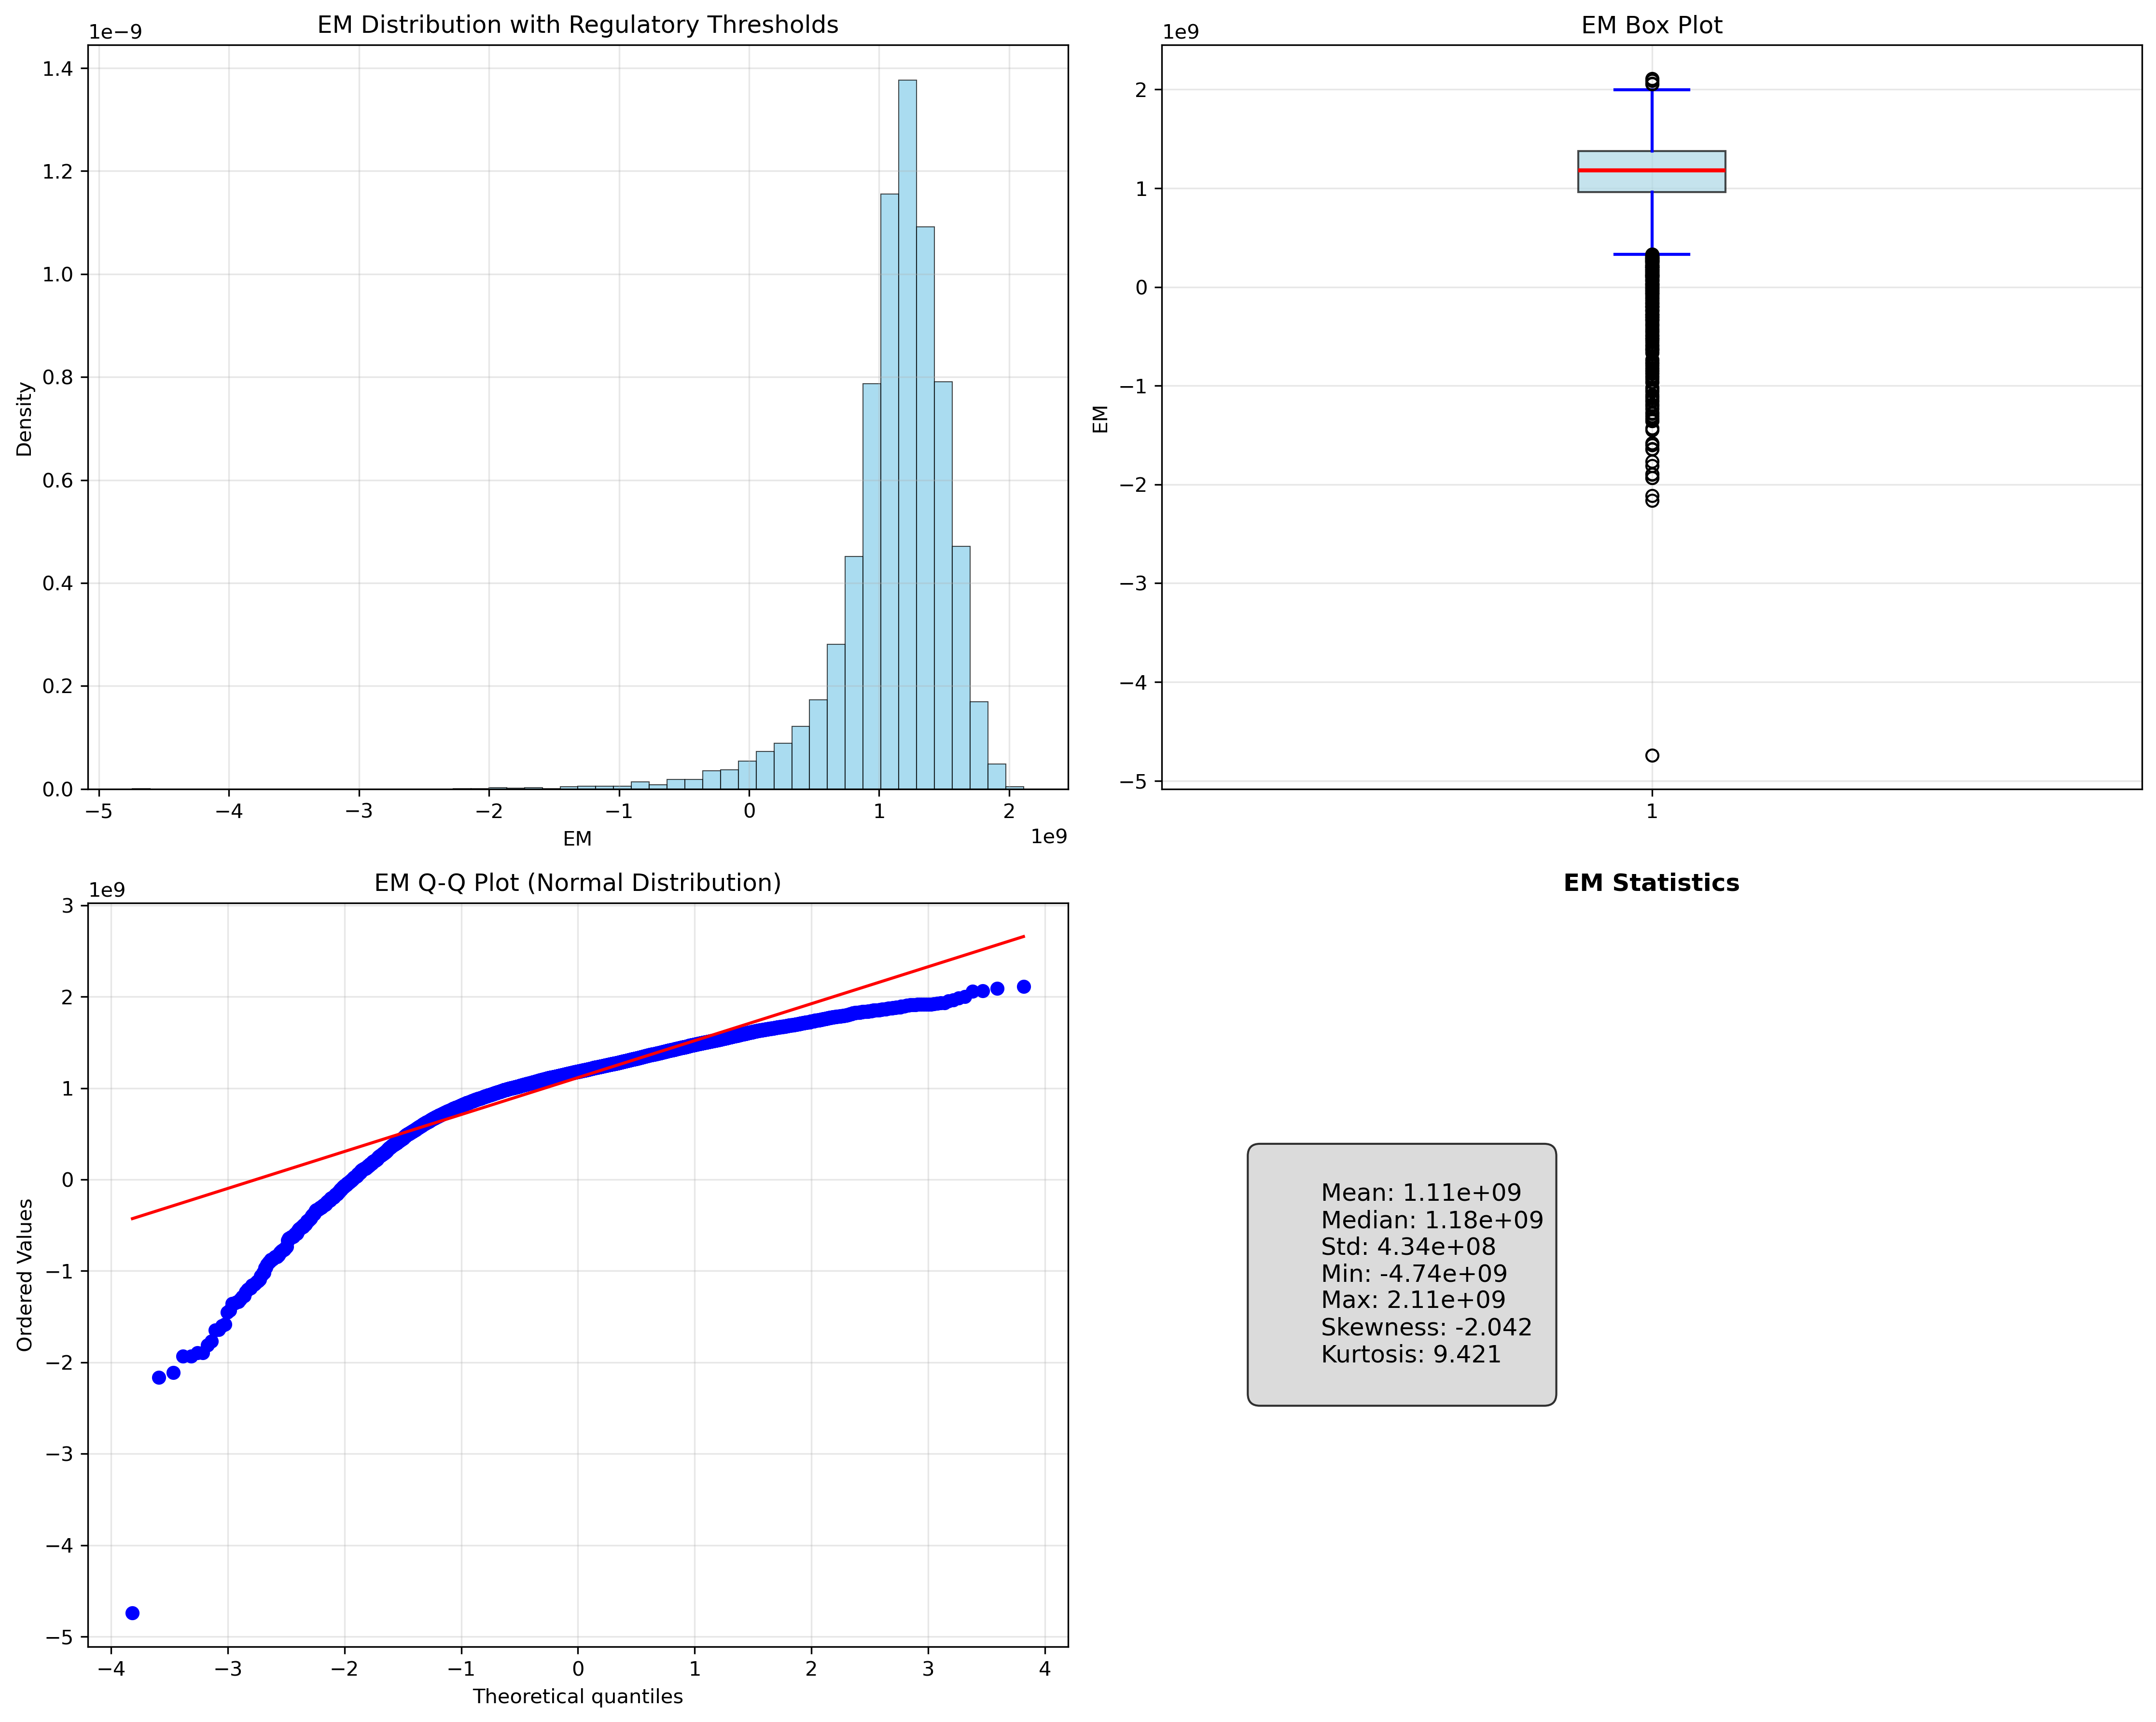 EM Distribution with Regulatory Thresholds
1e−9
1.4
1.2
1.0
0.8
0.6
0.4
0.2
0.0
Density
−5 −4 −3 −2 −1 0 1 2
EM
1e9
EM Box Plot
1e9
2
1
0
−1
−2
−3
−4
−5
EM
1
EM Q-Q Plot (Normal Distribution)
1e9
3
2
1
0
−1
−2
−3
−4
−5
Ordered Values
−4 −3 −2 −1 0 1 2 3 4
Theoretical quantiles
EM Statistics
Mean: 1.11e+09
Median: 1.18e+09
Std: 4.34e+08
Min: -4.74e+09
Max: 2.11e+09
Skewness: -2.042
Kurtosis: 9.421